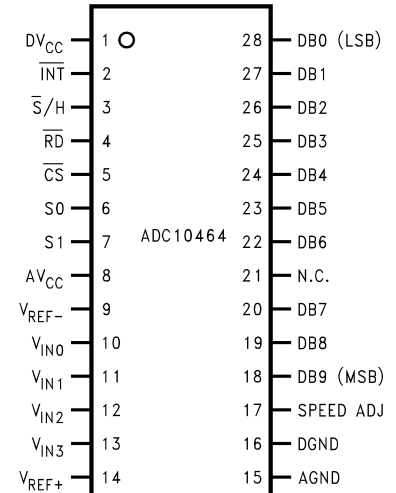 DVCC 1 28 DB0 (LSB)
INT 2 27 DB1
S/H 3 26 DB2
RD 4 25 DB3
CS 5 24 DB4
S0 6 23 DB5
S1 7 ADC10464 22 DB6
AVCC 8 21 N.C.
VREF- 9 20 DB7
VIN0 10 19 DB8
VIN1 11 18 DB9 (MSB)
VIN2 12 17 SPEED ADJ
VIN3 13 16 DGND
VREF+ 14 15 AGND